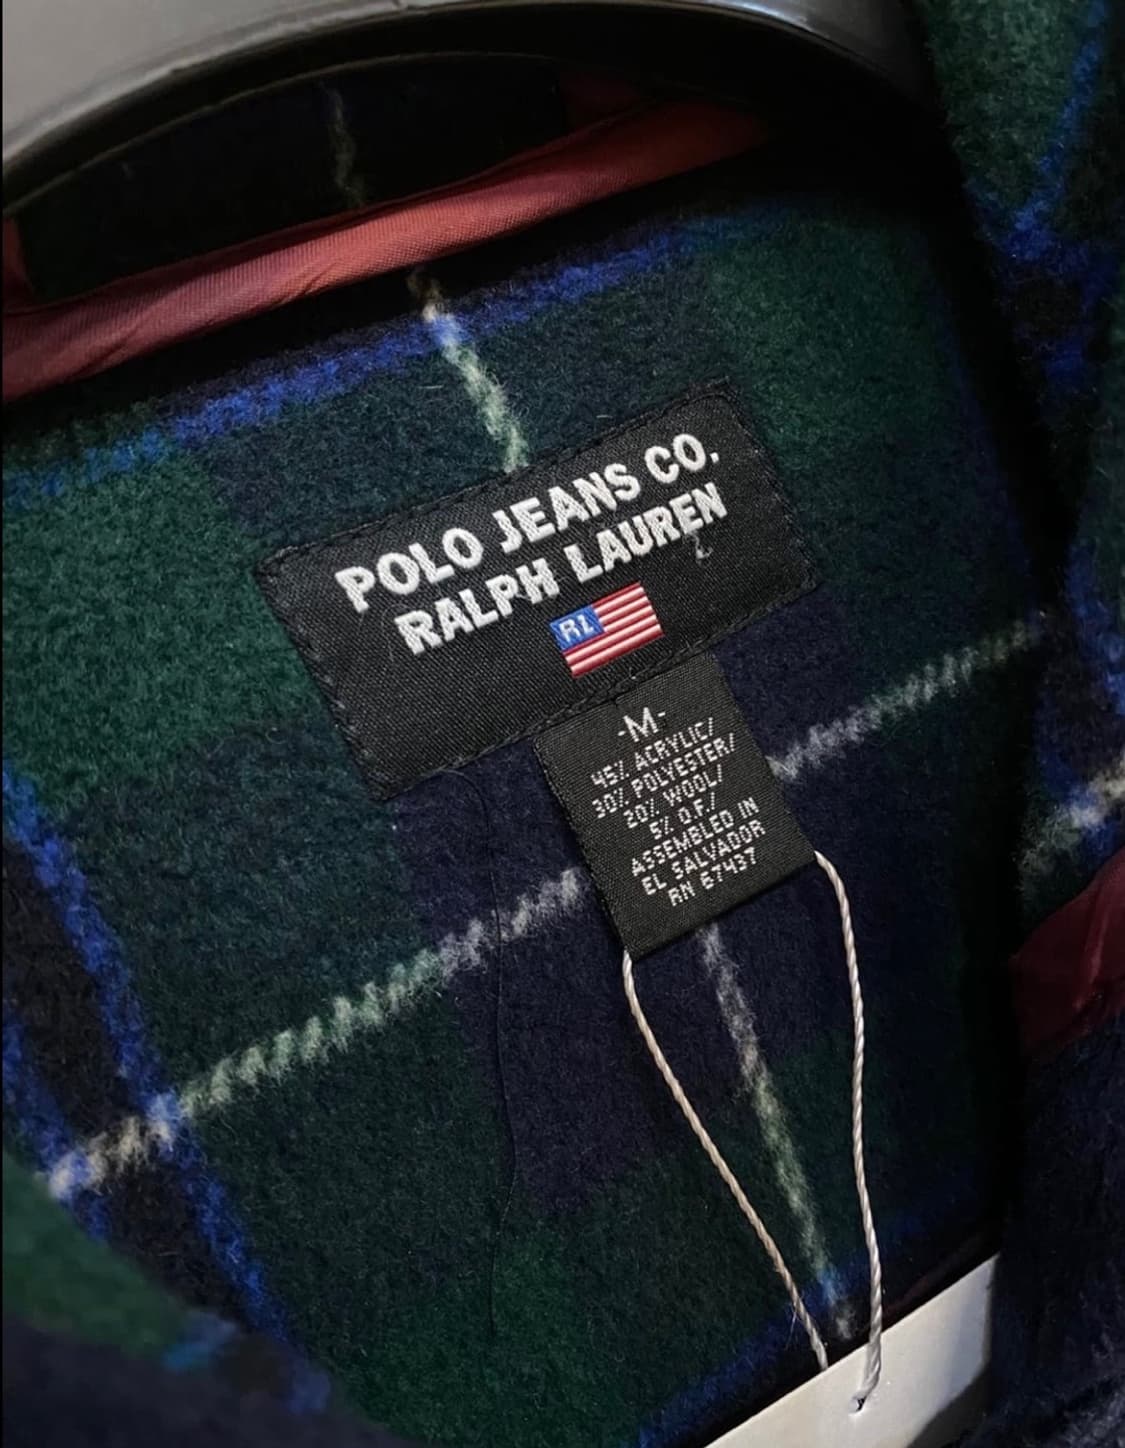 POLO JEANS CO.
RALPH LAUREN
RL
-M-
45% ACRYLIC/
30% POLYESTER/
20% WOOL/
5% O.F./
ASSEMBLED IN
EL SALVADOR
RN 67437